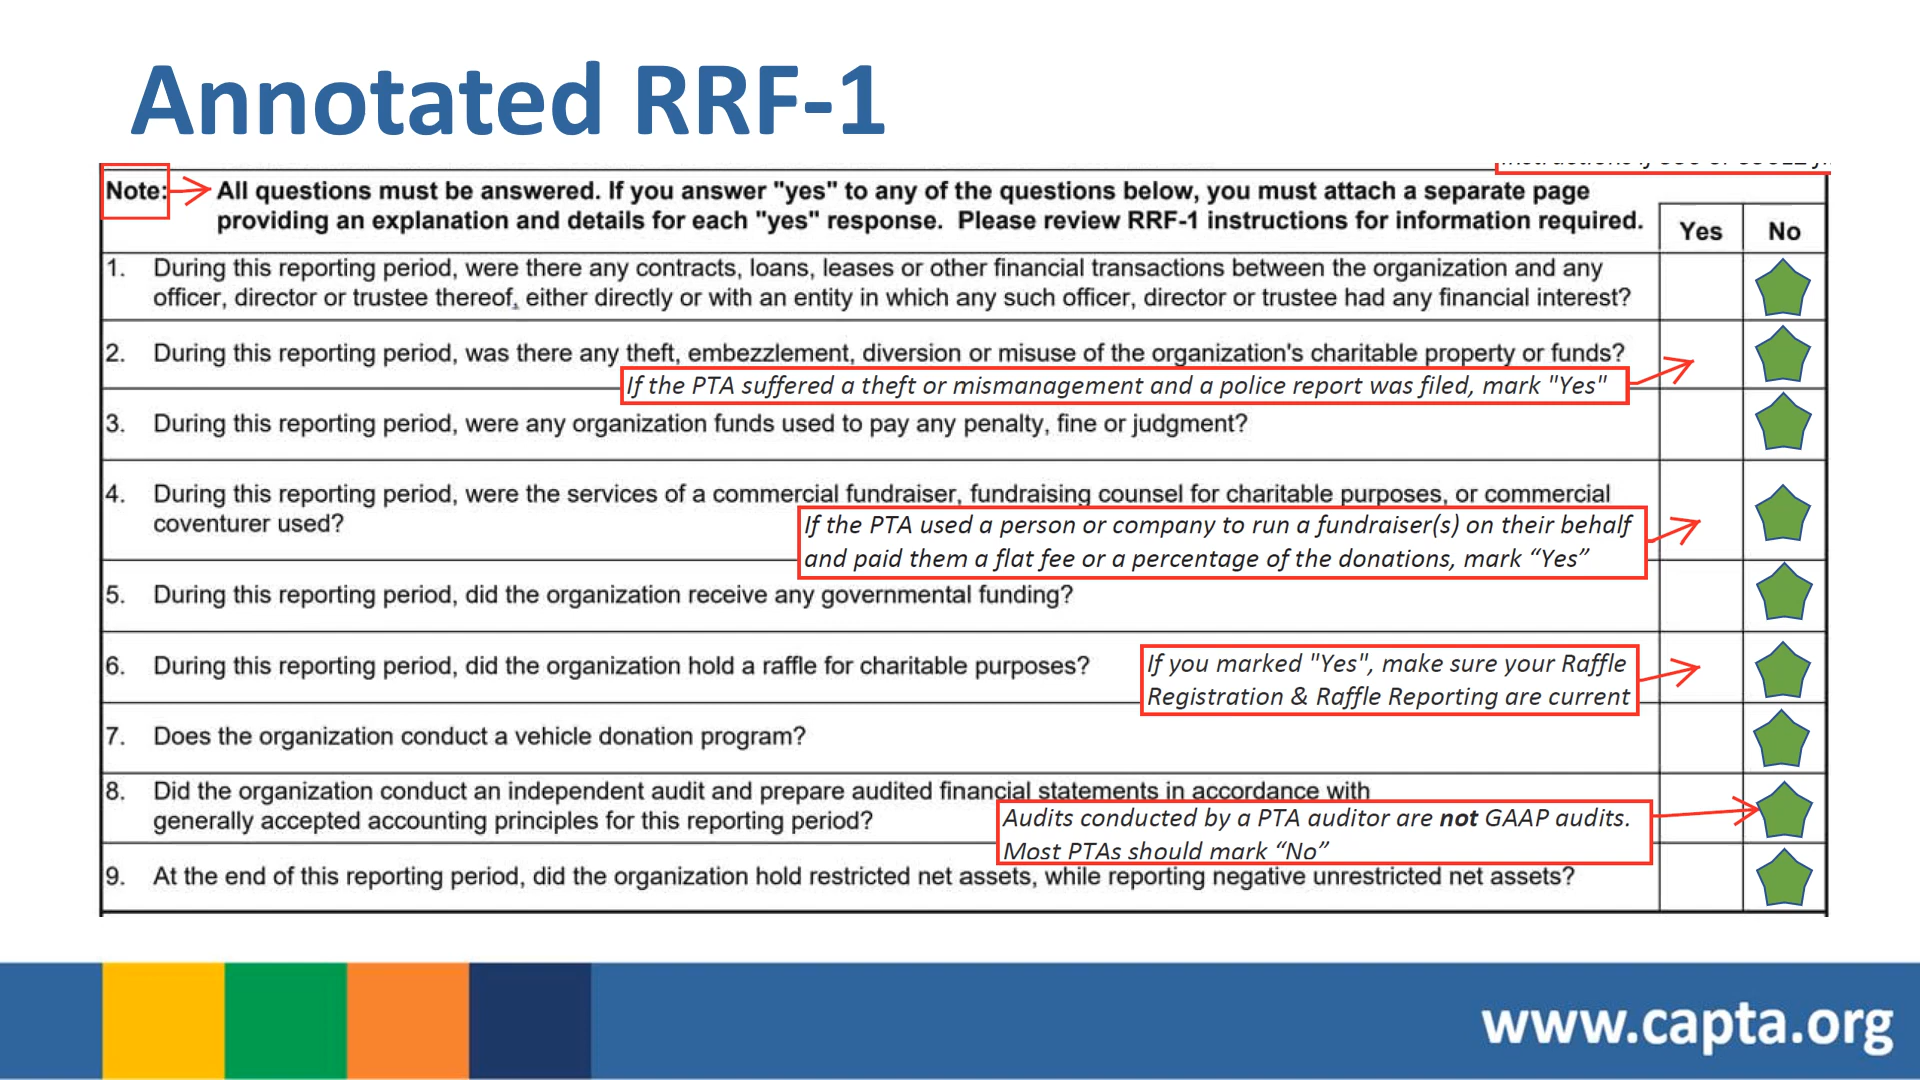 Annotated RRF-1
Note:
All questions must be answered. If you answer "yes" to any of the questions below, you must attach a separate page
providing an explanation and details for each "yes" response. Please review RRF-1 instructions for information required.
Yes No
1. During this reporting period, were there any contracts, loans, leases or other financial transactions between the organization and any
officer, director or trustee thereof, either directly or with an entity in which any such officer, director or trustee had any financial interest?
2. During this reporting period, was there any theft, embezzlement, diversion or misuse of the organization's charitable property or funds?
If the PTA suffered a theft or mismanagement and a police report was filed, mark "Yes"
3. During this reporting period, were any organization funds used to pay any penalty, fine or judgment?
4. During this reporting period, were the services of a commercial fundraiser, fundraising counsel for charitable purposes, or commercial
coventurer used?
If the PTA used a person or company to run a fundraiser(s) on their behalf
and paid them a flat fee or a percentage of the donations, mark “Yes”
5. During this reporting period, did the organization receive any governmental funding?
6. During this reporting period, did the organization hold a raffle for charitable purposes?
If you marked "Yes", make sure your Raffle
Registration & Raffle Reporting are current
7. Does the organization conduct a vehicle donation program?
8. Did the organization conduct an independent audit and prepare audited financial statements in accordance with
generally accepted accounting principles for this reporting period?
Audits conducted by a PTA auditor are not GAAP audits.
Most PTAs should mark “No”
9. At the end of this reporting period, did the organization hold restricted net assets, while reporting negative unrestricted net assets?
www.capta.org